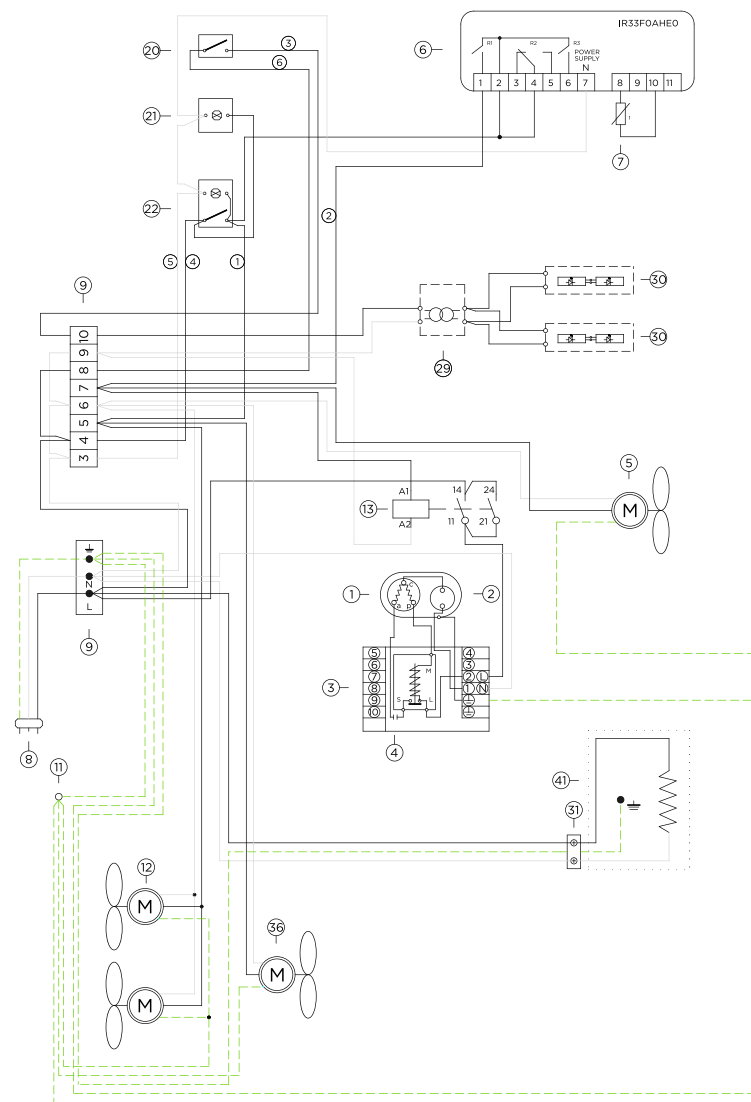 IR33F0AHE0
R1
R2
R3
POWER
SUPPLY
N
1 2 3 4 5 6 7 8 9 10 11
6
7
20
3
6
21
22
2
5 4 1
9
10
9
8
7
6
5
4
3
29
30
30
5
M
13
A1
A2
14 24
11 21
N
L
9
8
1
2
C
a p
3
5
6
7
8
9
10
4
3
2 L
1 N
M
S L
4
11
41
31
12
M
M
36
M